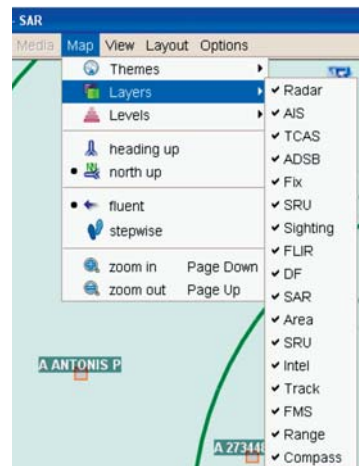 - SAR
Media Map View Layout Options
Themes
Layers
Levels
heading up
north up
fluent
stepwise
zoom in Page Down
zoom out Page Up
Radar
AIS
TCAS
ADSB
Fix
SRU
Sighting
FLIR
DF
SAR
Area
SRU
Intel
Track
FMS
Range
Compass
A ANTONIS P
A 273448